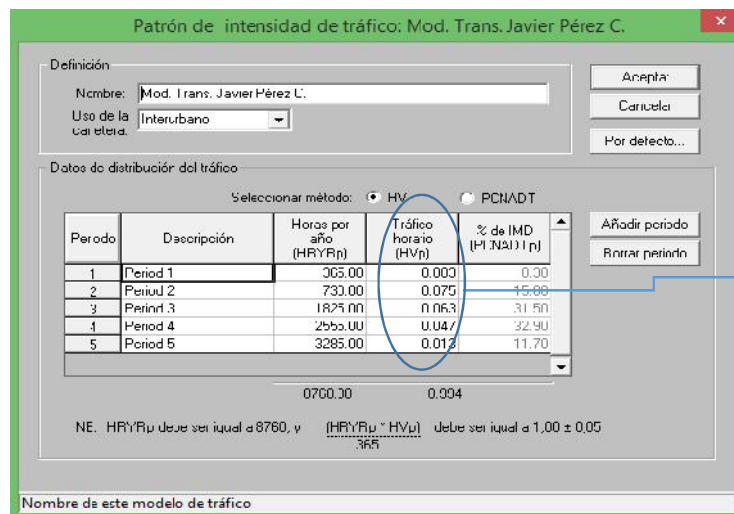 Patrón de intensidad de tráfico: Mod. Trans. Javier Pérez C.
Definición
Nombre: Mod. Trans. Javier Pérez C.
Uso de la carretera: Interurbano
Aceptar
Cancelar
Por defecto...
Datos de distribución del tráfico
Seleccionar método: HV PCNADT
Periodo Descripción Horas por año (HRYRp) Tráfico horario (HVp) % de IMD (PCNADTp)
1 Period 1 365.00
2 Period 2 730.00 0.075 15.00
3 Period 3 1825.00 0.063 31.50
4 Period 4 2555.00 0.047 32.90
5 Period 5 3285.00 0.013 11.70
8760.00 0.994
Añadir periodo
Borrar periodo
HRYRp debe ser igual a 8760, y (HRYRp * HVp) debe ser igual a 1,00 ± 0,05
365
Nombre de este modelo de tráfico